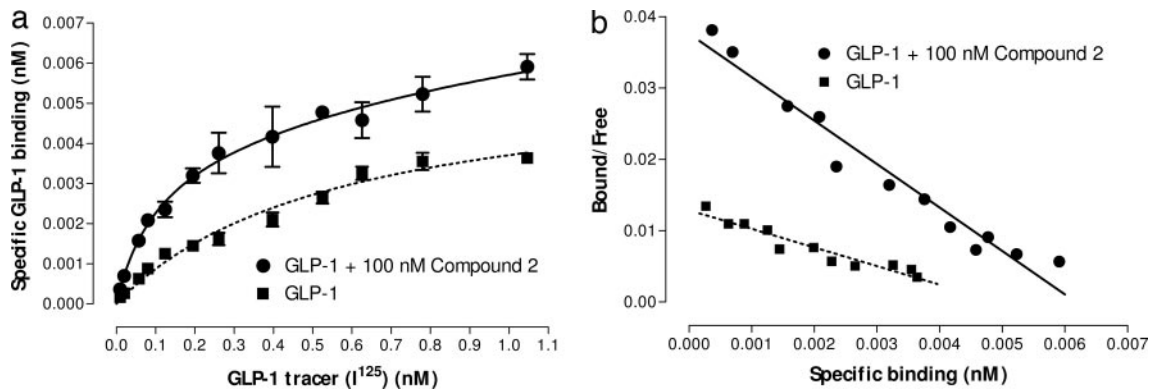 a
Specific GLP-1 binding (nM)
0.007
0.006
0.005
0.004
0.003
0.002
0.001
0.000
GLP-1 + 100 nM Compound 2
GLP-1
0.0 0.1 0.2 0.3 0.4 0.5 0.6 0.7 0.8 0.9 1.0 1.1
GLP-1 tracer (I125) (nM)
b
Bound/Free
0.04
0.03
0.02
0.01
0.00
GLP-1 + 100 nM Compound 2
GLP-1
0.000 0.001 0.002 0.003 0.004 0.005 0.006 0.007
Specific binding (nM)